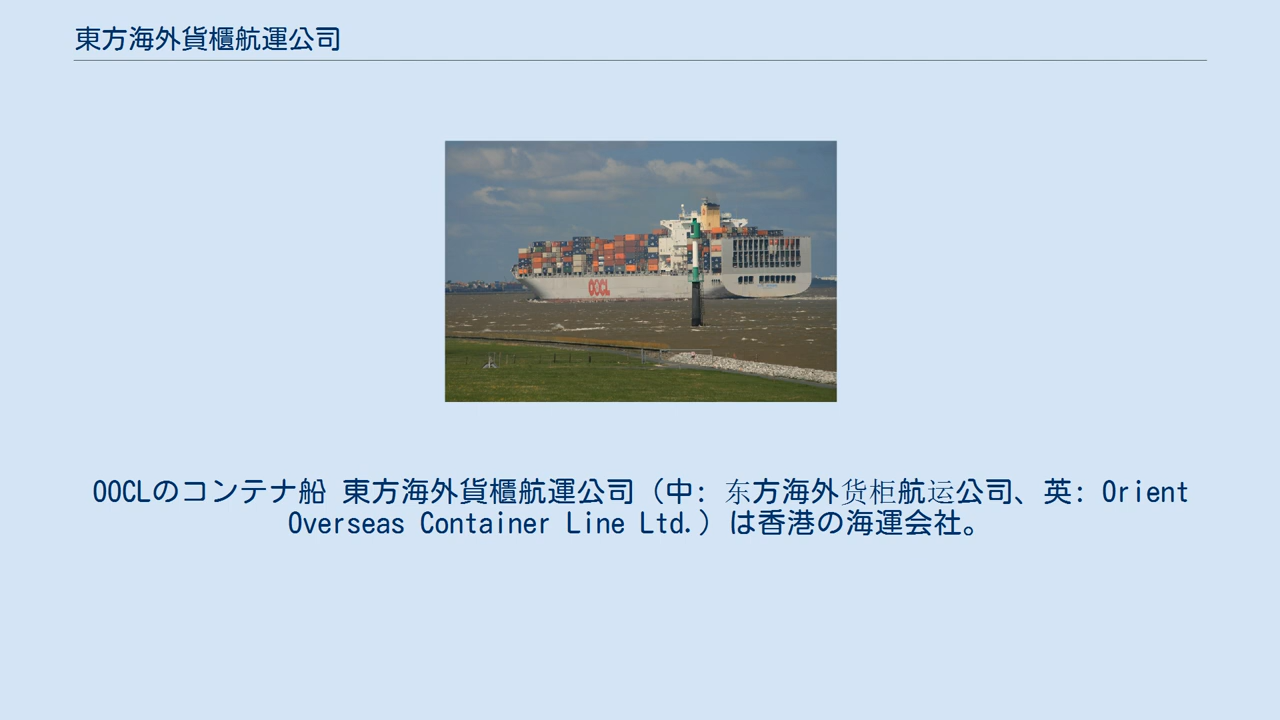 東方海外貨櫃航運公司
OOCL
OOCLのコンテナ船 東方海外貨櫃航運公司（中: 东方海外货柜航运公司、英: Orient
Overseas Container Line Ltd.）は香港の海運会社。